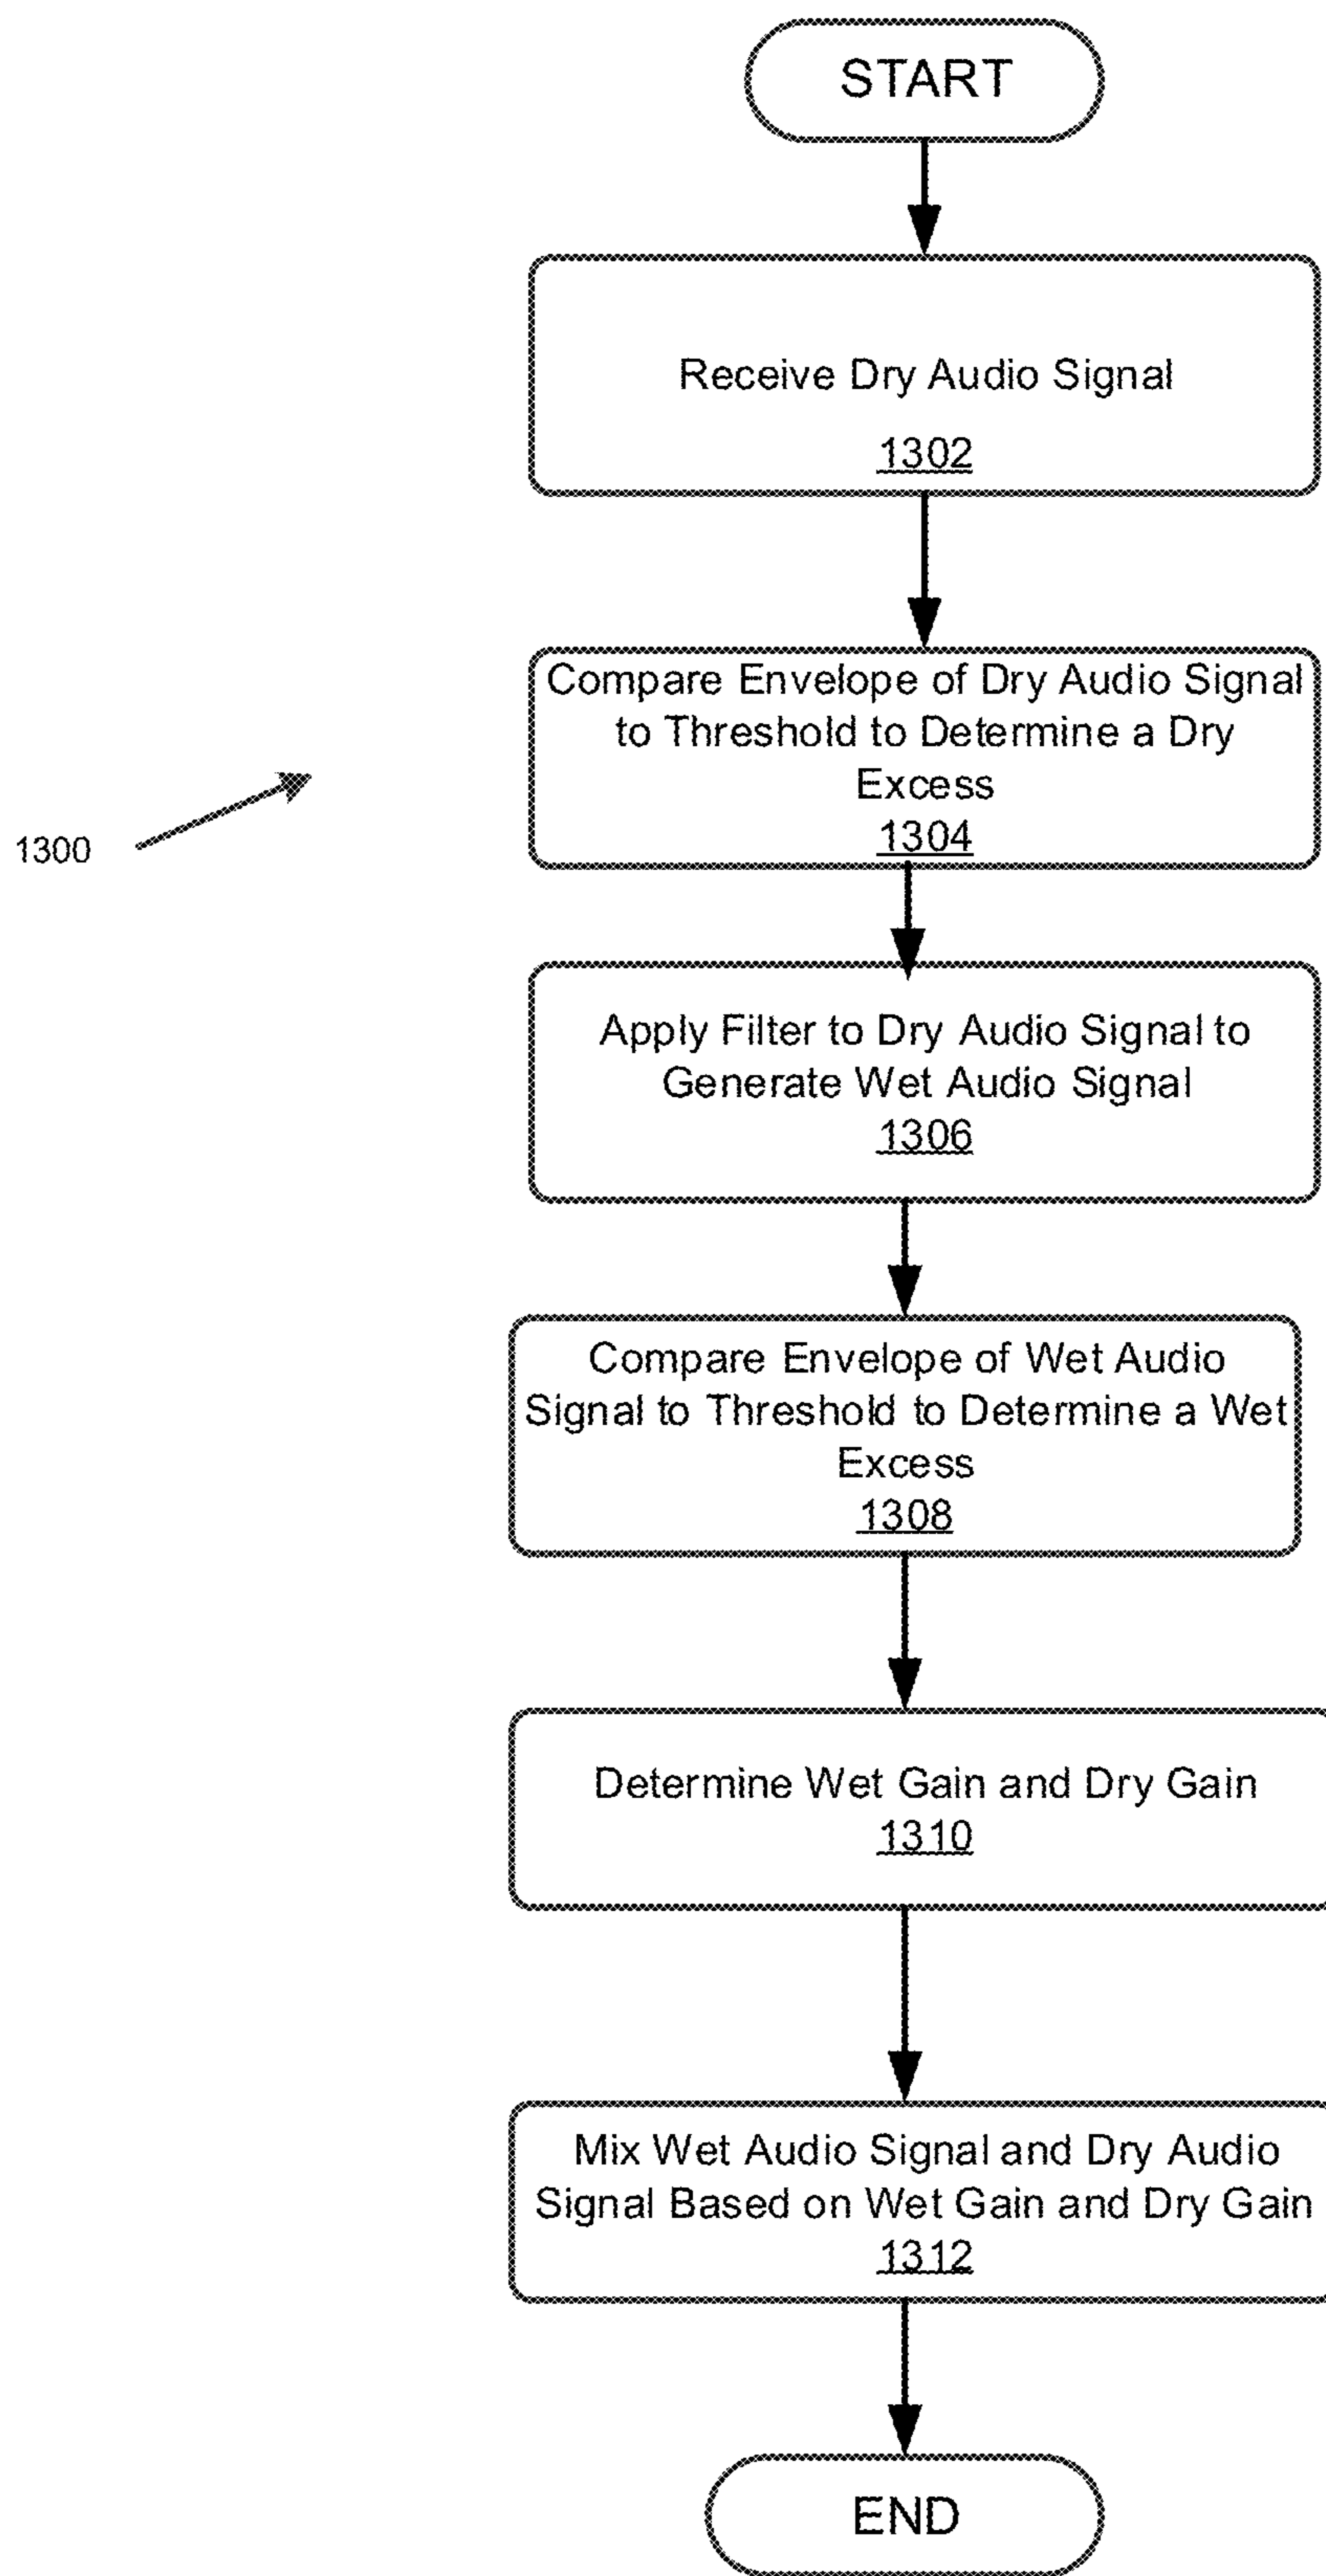 START
Receive Dry Audio Signal
1302
Compare Envelope of Dry Audio Signal
to Threshold to Determine a Dry
Excess
1304
1300
Apply Filter to Dry Audio Signal to
Generate Wet Audio Signal
1306
Compare Envelope of Wet Audio
Signal to Threshold to Determine a Wet
Excess
1308
Determine Wet Gain and Dry Gain
1310
Mix Wet Audio Signal and Dry Audio
Signal Based on Wet Gain and Dry Gain
1312
END